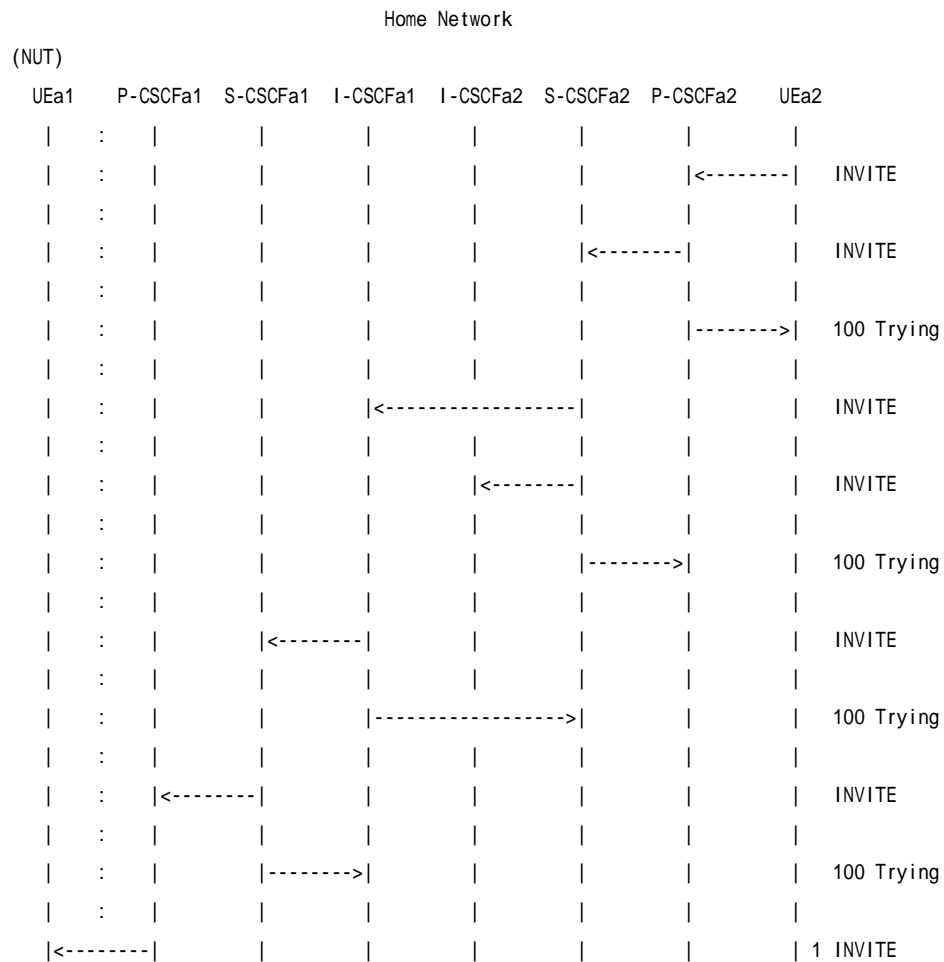 Home Network
(NUT)
UEa1 P-CSCFa1 S-CSCFa1 I-CSCFa1 I-CSCFa2 S-CSCFa2 P-CSCFa2 UEa2
| : | | | | | | |
| : | | | | | |<--------| INVITE
| : | | | | | | |
| : | | | | |<--------| | INVITE
| : | | | | | | |
| : | | | | | |-------->| 100 Trying
| : | | | | | | |
| : | | |<------------------| | | INVITE
| : | | | | | | |
| : | | | |<--------| | | INVITE
| : | | | | | | |
| : | | | | |-------->| | 100 Trying
| : | | | | | | |
| : | |<--------| | | | | INVITE
| : | | | | | | |
| : | | |------------------>| | | 100 Trying
| : | | | | | | |
| : |<--------| | | | | | INVITE
| : | | | | | | |
| : | |-------->| | | | | 100 Trying
| : | | | | | | |
|<---------| | | | | | | 1 INVITE